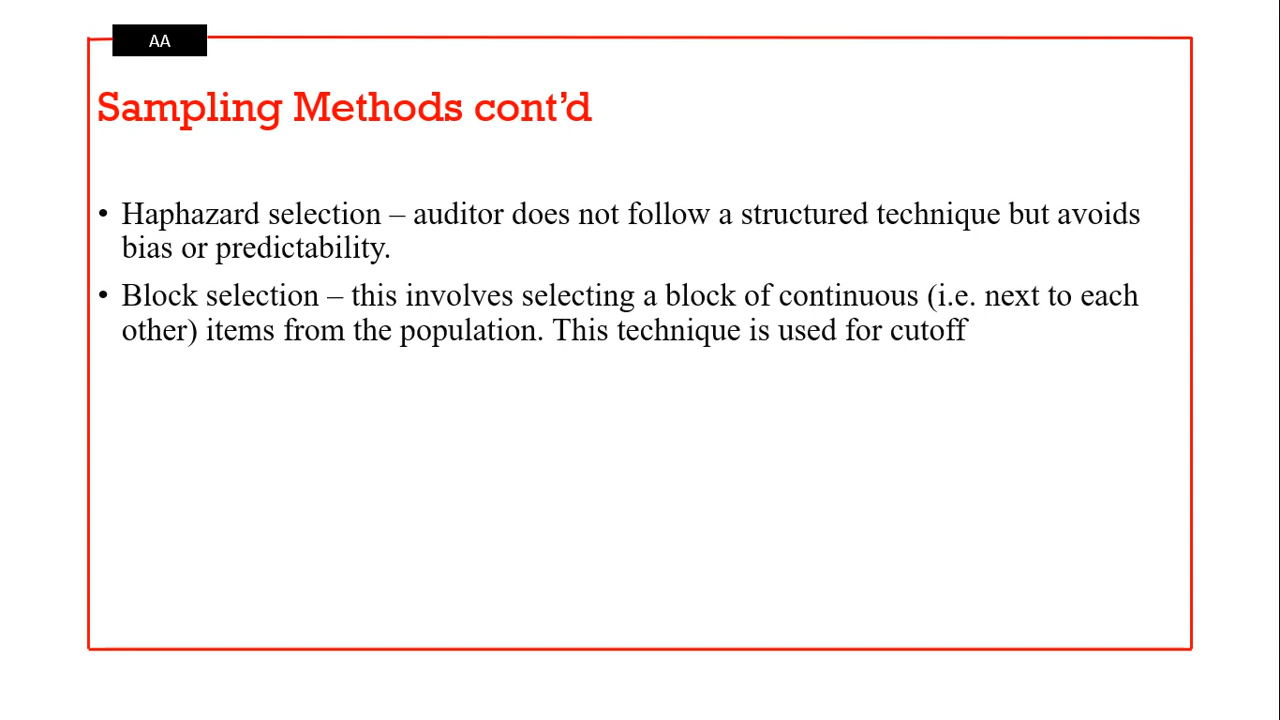 AA
Sampling Methods cont’d
• Haphazard selection – auditor does not follow a structured technique but avoids
bias or predictability.
• Block selection – this involves selecting a block of continuous (i.e. next to each
other) items from the population. This technique is used for cutoff